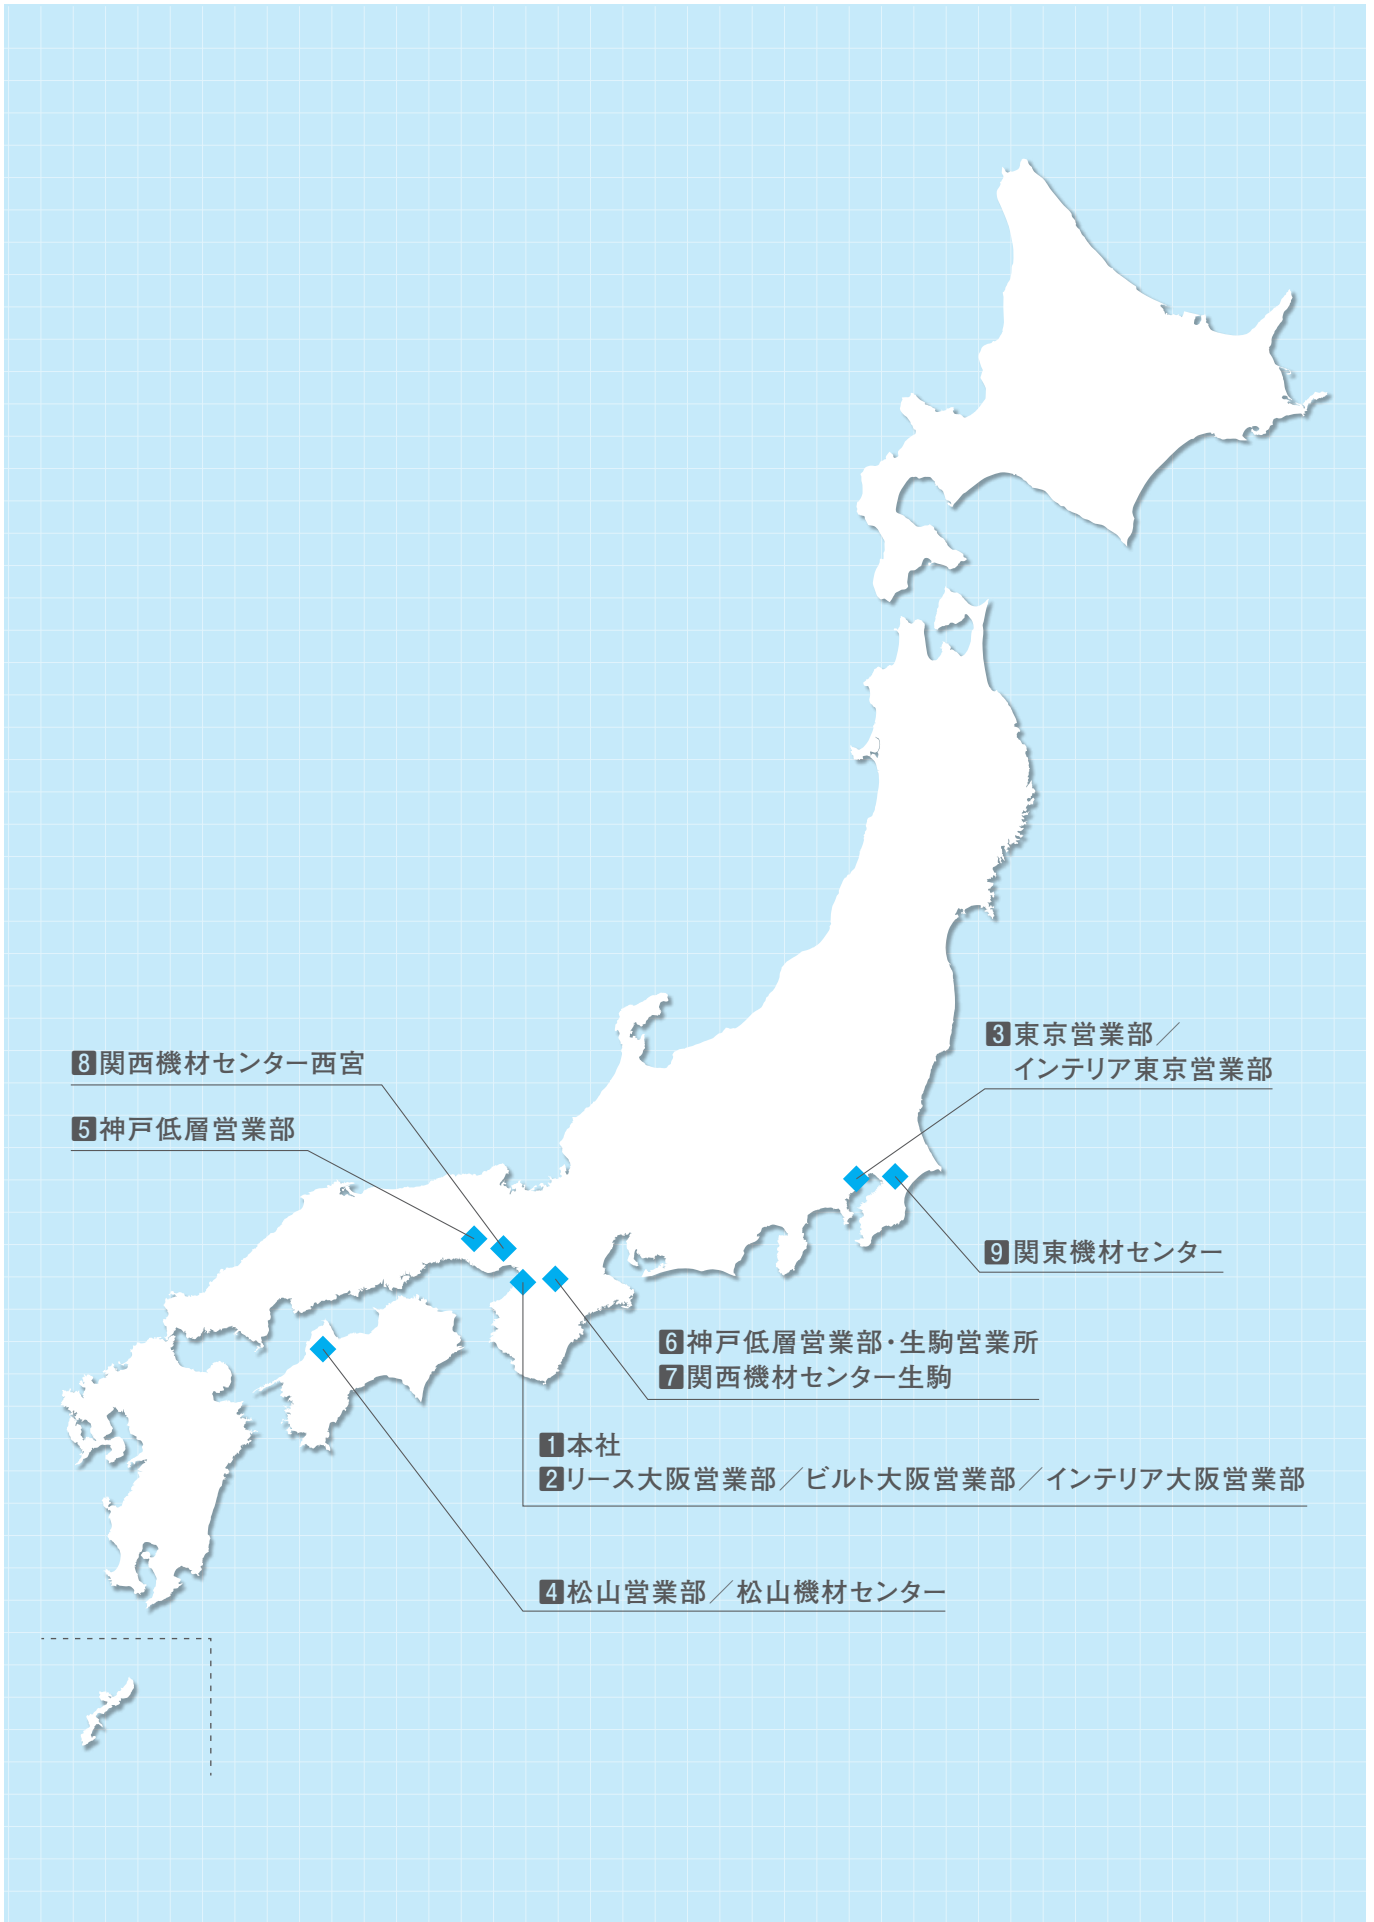 3東京営業部／
インテリア東京営業部
8関西機材センター西宮
5神戸低層営業部
9関東機材センター
6神戸低層営業部・生駒営業所
7関西機材センター生駒
1本社
2リース大阪営業部／ビルト大阪営業部／インテリア大阪営業部
4松山営業部／松山機材センター